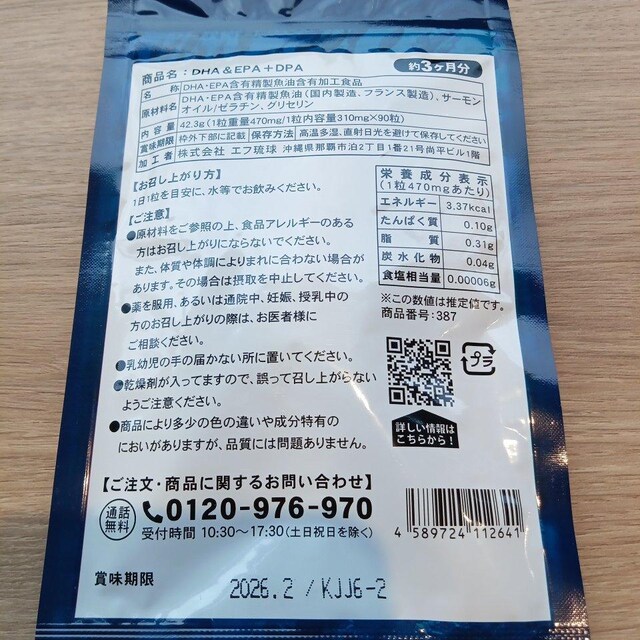 商品名：DHA＆EPA＋DPA
約3ヶ月分
名　称 DHA・EPA含有精製魚油含有加工食品
原材料名 DHA・EPA含有精製魚油（国内製造、フランス製造）、サーモン
オイル/ゼラチン、グリセリン
内容量 42.3g（1粒重量470mg/1粒内容量310mg×90粒）
賞味期限 枠外下部に記載 保存方法 高温多湿、直射日光を避けて保存してください
加工者 株式会社 エフ琉球 沖縄県那覇市泊2丁目1番21号尚平ビル1階
【お召し上がり方】
1日1粒を目安に、水等でお飲みください。
【ご注意】
●原材料をご参照の上、食品アレルギーのある
方はお召し上がりにならないでください。
また、体質や体調によりまれに合わない場合が
あります。その場合は摂取を中止してください。
●薬を服用、あるいは通院中、妊娠、授乳中の
方のお召し上がりの際は、お医者様に
ご相談ください。
●乳幼児の手の届かない所に置いてください。
●乾燥剤が入ってますので、誤って召し上がらない
ようご注意ください。
●商品により多少の色の違いや成分特有の
においがありますが、品質には問題ありません。
栄養成分表示
（1粒470mgあたり）
エネルギー 3.37kcal
たんぱく質 0.10g
脂　質 0.31g
炭水化物 0.04g
食塩相当量 0.00006g
※この数値は推定値です。
商品番号:387
プラ
詳しい情報は
こちらから！
【ご注文・商品に関するお問い合わせ】
通話
無料
0120-976-970
受付時間 10:30～17:30（土日祝日を除く）
4 589724 112641
賞味期限
2026.2 / KJJ6-2